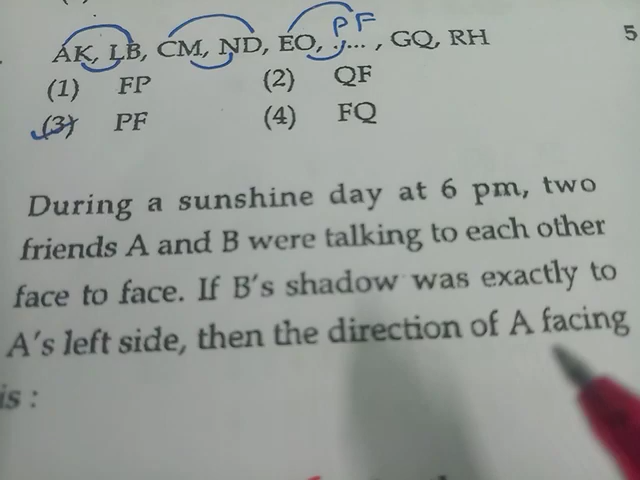 PF
AK, LB, CM, ND, EO, ....., GQ, RH 5
(1) FP (2) QF
(3) PF (4) FQ
During a sunshine day at 6 pm, two
friends A and B were talking to each other
face to face. If B's shadow was exactly to
A's left side, then the direction of A facing
is :